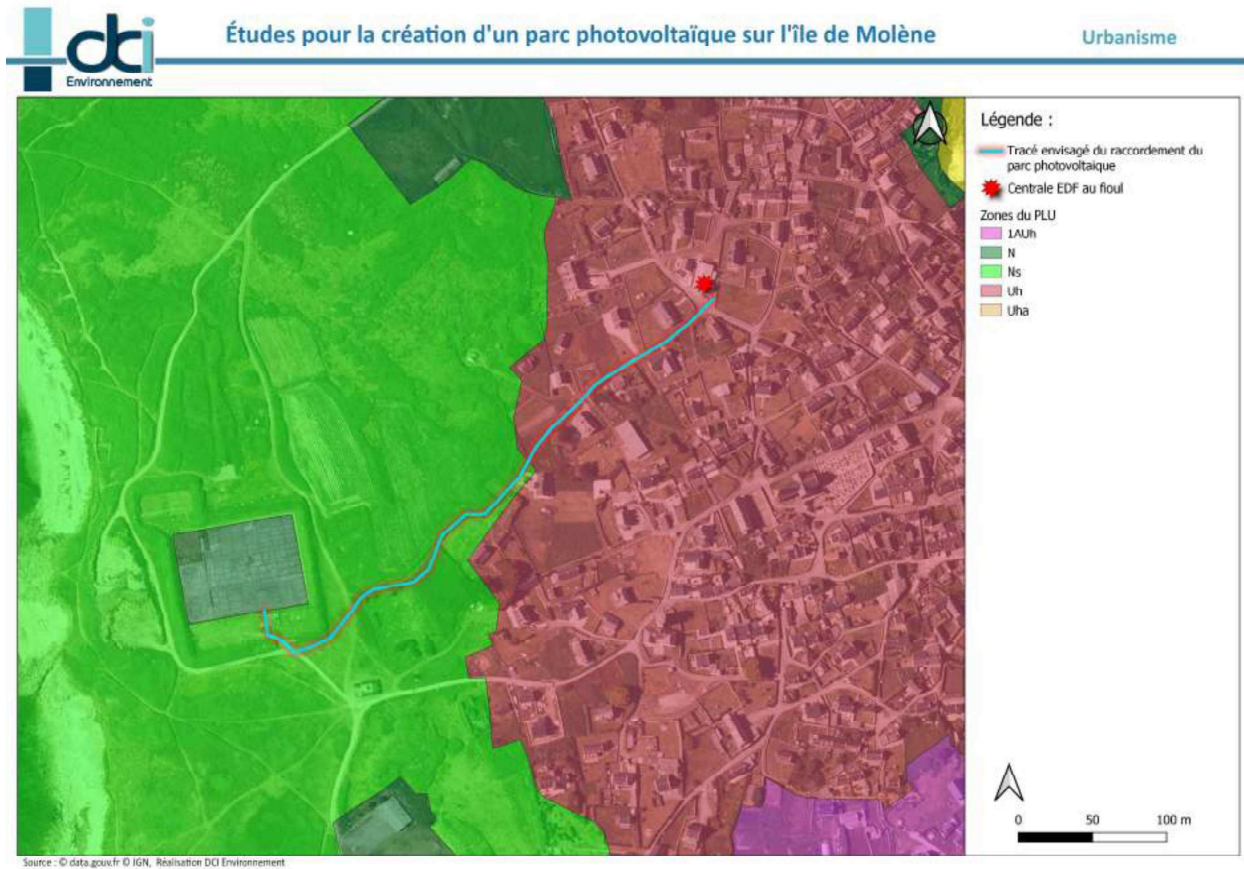 dci
Environnement
Études pour la création d'un parc photovoltaïque sur l'île de Molène
Urbanisme
Légende :
Tracé envisagé du raccordement du
parc photovoltaique
Centrale EDF au fioul
Zones du PLU
1AUh
N
Ns
Uh
Uha
0 50 100 m
Source : © data.gouv.fr © IGN, Réalisation DCI Environnement